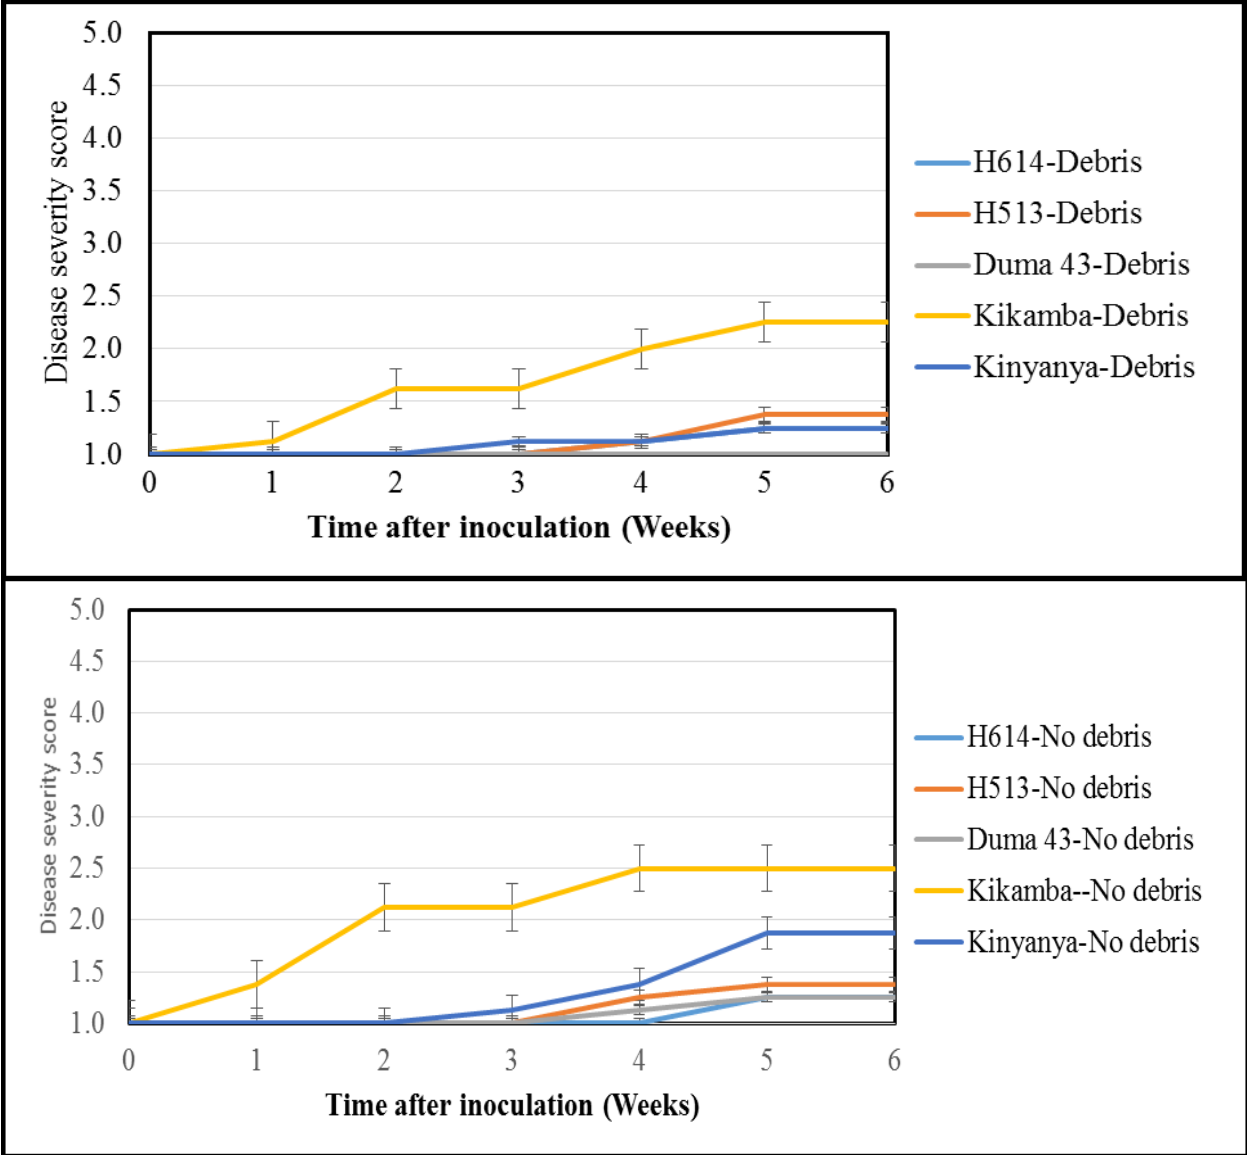 5.0
4.5
4.0
3.5
3.0
2.5
2.0
1.5
1.0
Disease severity score
0 1 2 3 4 5 6
Time after inoculation (Weeks)
H614-Debris
H513-Debris
Duma 43-Debris
Kikamba-Debris
Kinyanya-Debris
5.0
4.5
4.0
3.5
3.0
2.5
2.0
1.5
1.0
Disease severity score
0 1 2 3 4 5 6
Time after inoculation (Weeks)
H614-No debris
H513-No debris
Duma 43-No debris
Kikamba--No debris
Kinyanya-No debris